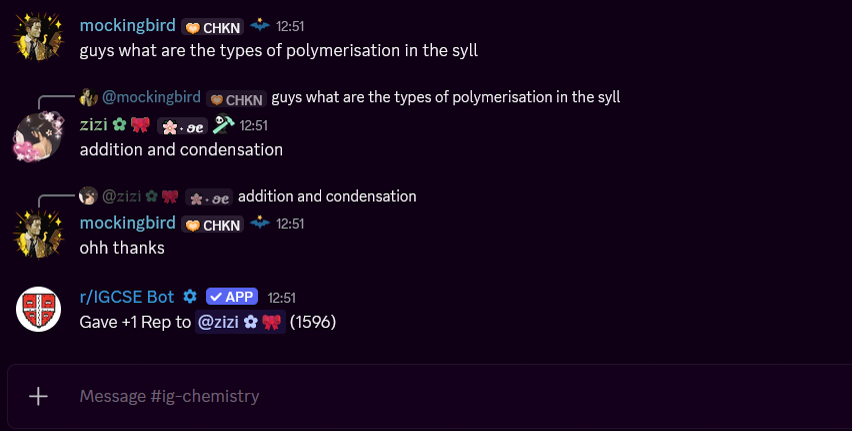 mockingbird CHKN 12:51
guys what are the types of polymerisation in the syll
@mockingbird CHKN guys what are the types of polymerisation in the syll
zizi 12:51
addition and condensation
@zizi addition and condensation
mockingbird CHKN 12:51
ohh thanks
r/IGCSE Bot APP 12:51
Gave +1 Rep to @zizi (1596)
Message #ig-chemistry